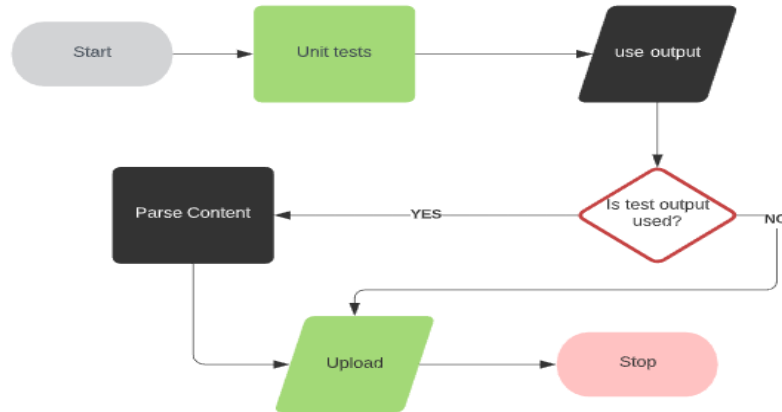 Start
Unit tests
use output
Is test output
used?
YES
NO
Parse Content
Upload
Stop